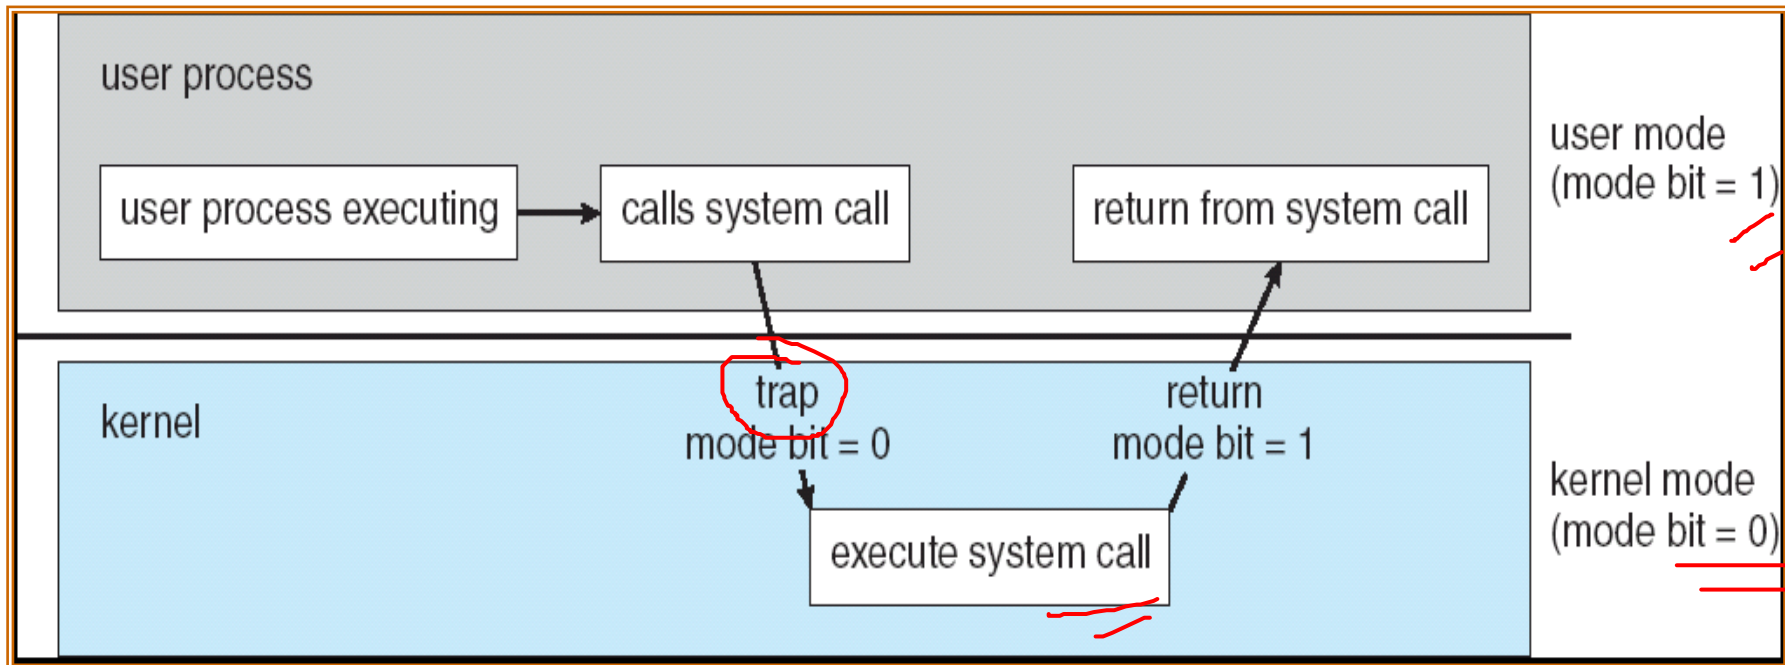 user process
user process executing
calls system call
return from system call
user mode
(mode bit = 1)
kernel
trap
mode bit = 0
return
mode bit = 1
execute system call
kernel mode
(mode bit = 0)